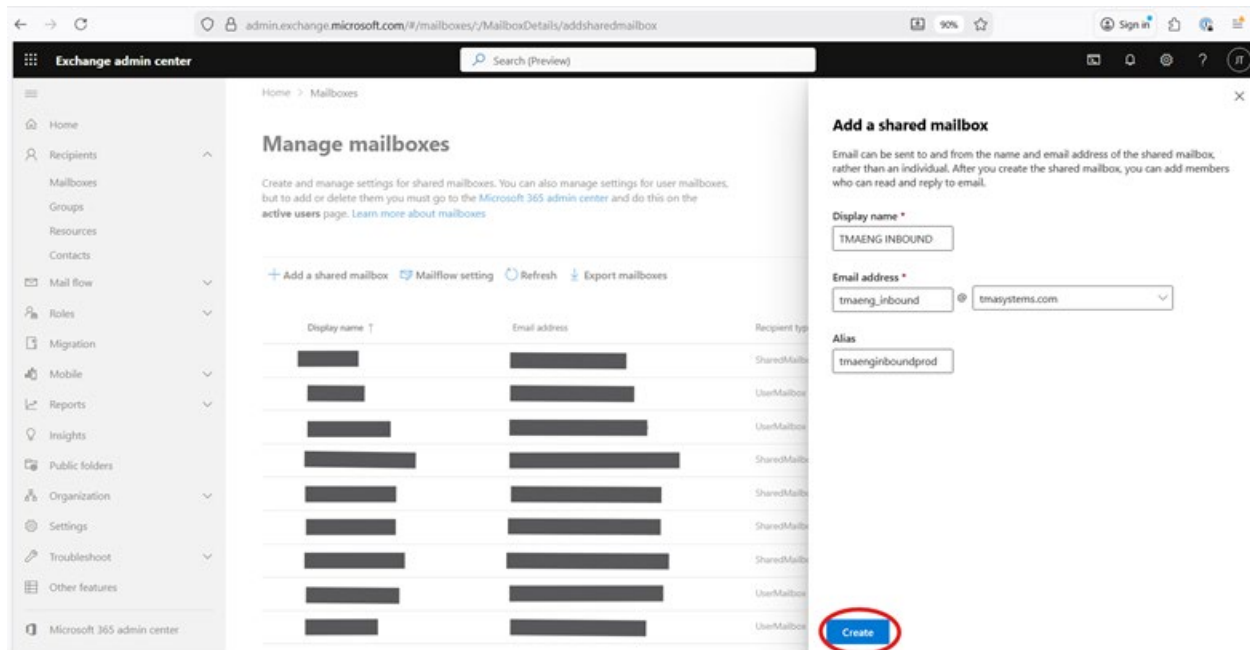 admin.exchange.microsoft.com/#/mailboxes/:/MailboxDetails/addsharedmailbox
90%
Sign in
Exchange admin center
Search (Preview)
JT
Home > Mailboxes
Home
Recipients
Mailboxes
Groups
Resources
Contacts
Mail flow
Roles
Migration
Mobile
Reports
Insights
Public folders
Organization
Settings
Troubleshoot
Other features
Microsoft 365 admin center
Manage mailboxes
Create and manage settings for shared mailboxes. You can also manage settings for user mailboxes,
but to add or delete them you must go to the Microsoft 365 admin center and do this on the
active users page. Learn more about mailboxes
Add a shared mailbox Mailflow setting Refresh Export mailboxes
Display name ↑ Email address Recipient typ
SharedMailb
UserMailbox
UserMailbox
SharedMailb
SharedMailb
SharedMailb
SharedMailb
UserMailbox
UserMailbox
Add a shared mailbox
Email can be sent to and from the name and email address of the shared mailbox,
rather than an individual. After you create the shared mailbox, you can add members
who can read and reply to email.
Display name *
TMAENG INBOUND
Email address *
tmaeng_inbound @ tmasystems.com
Alias
tmaenginboundprod
Create